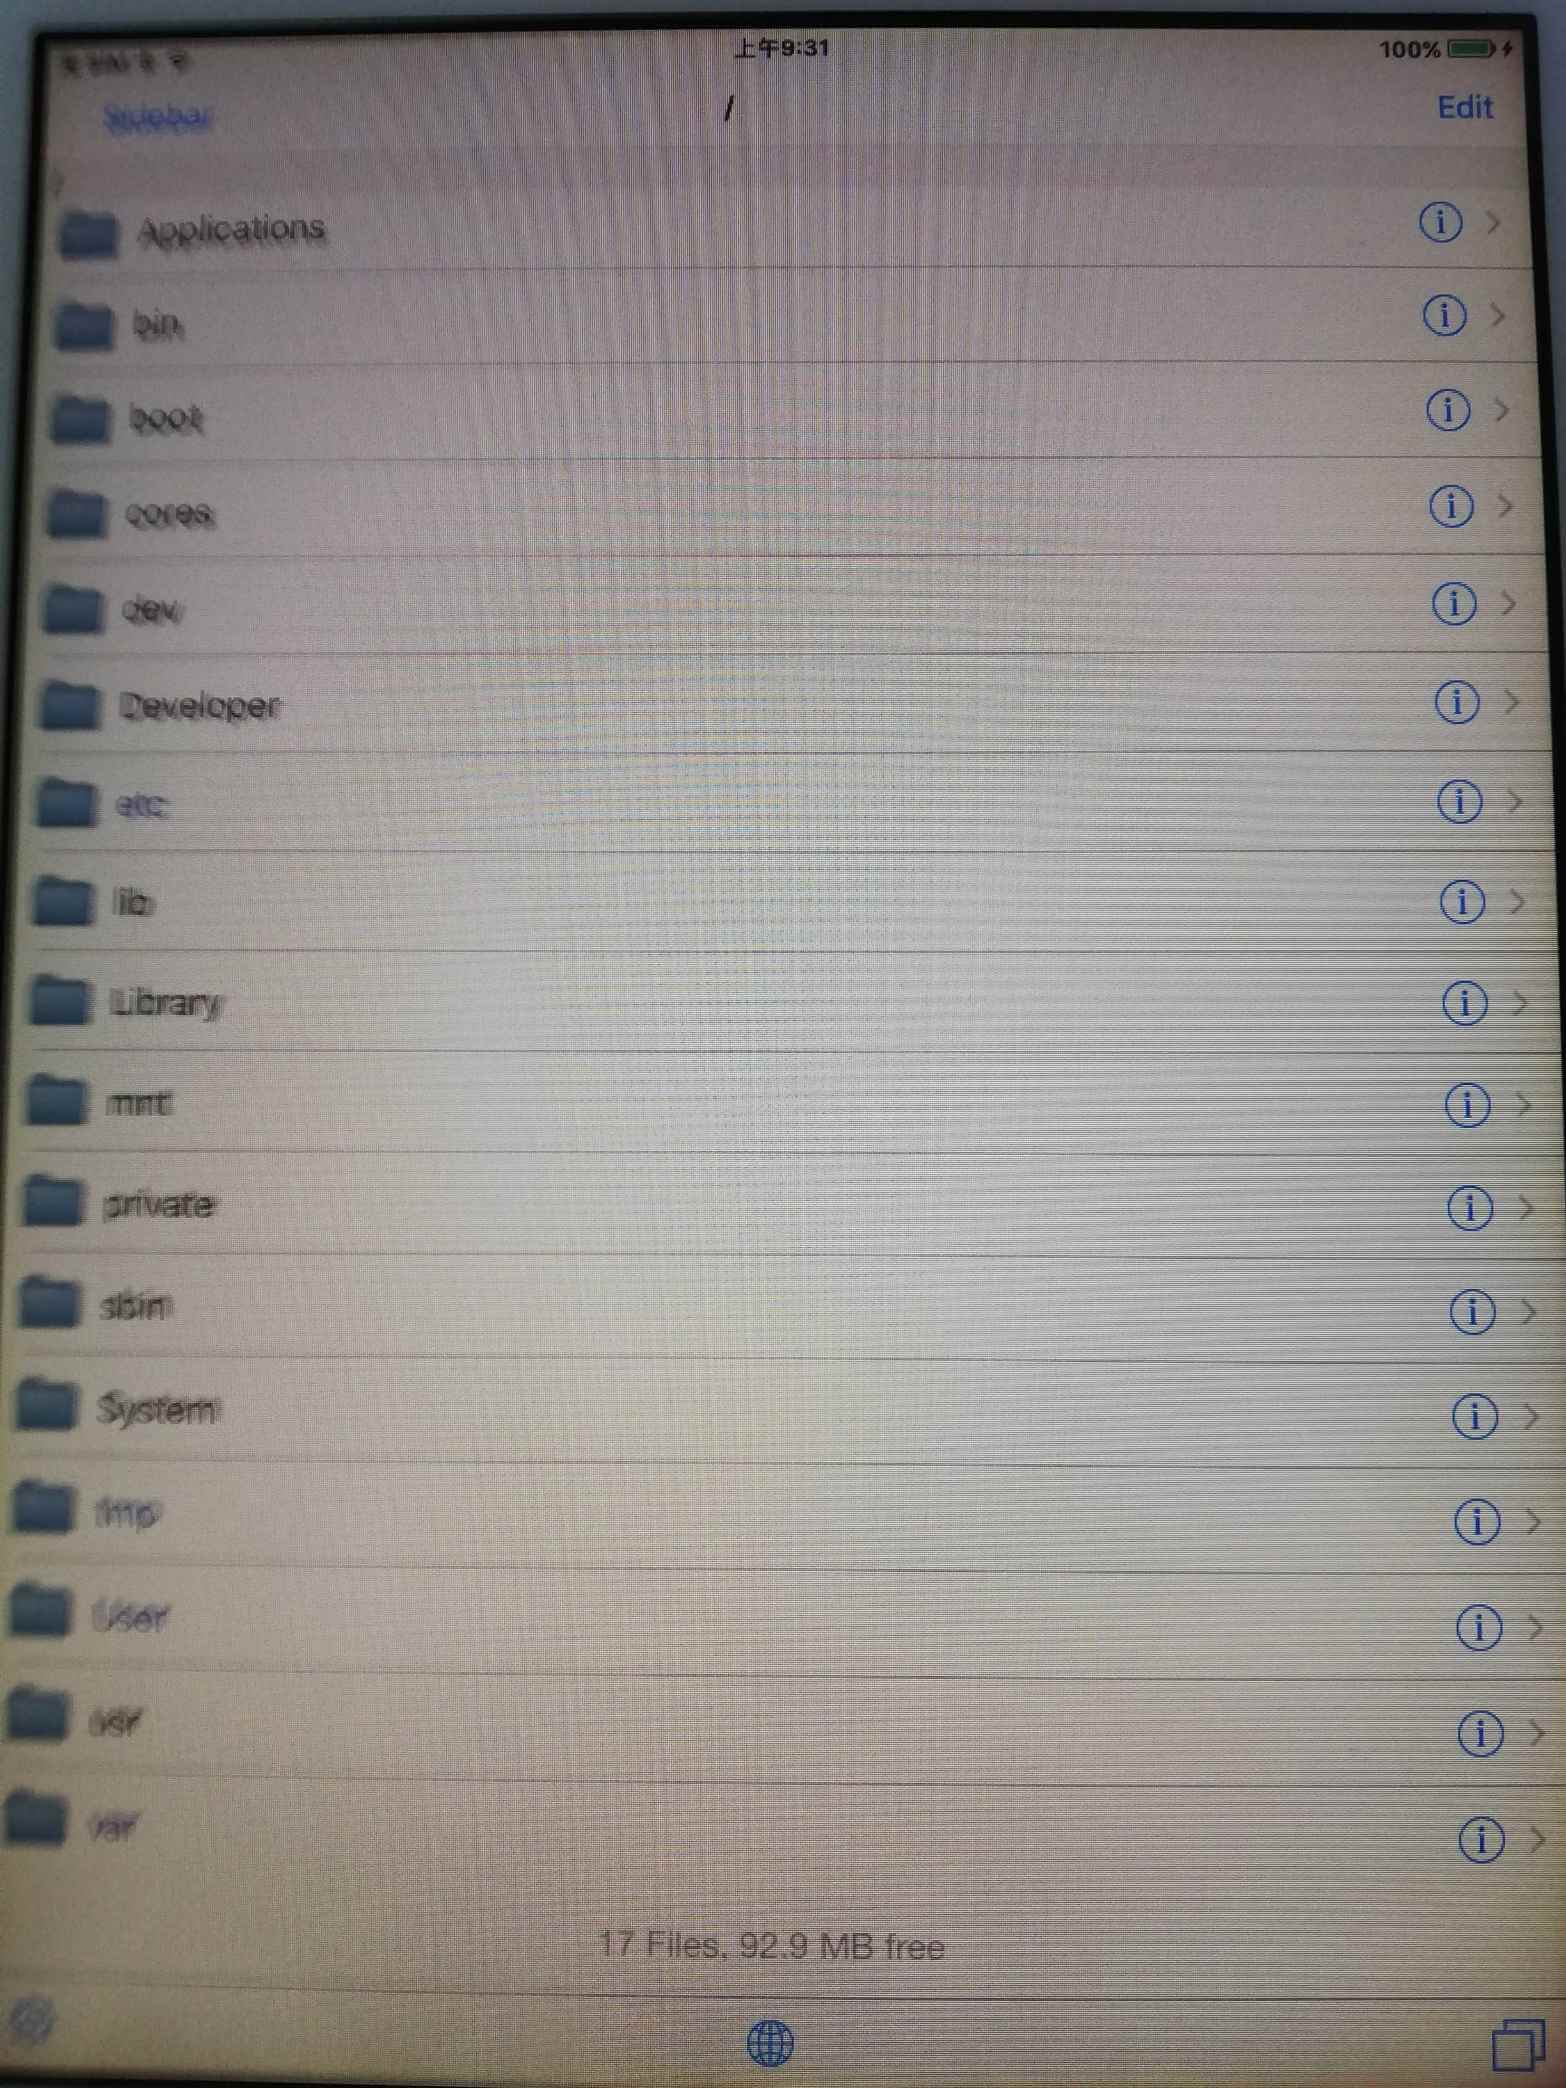 上午9:31
100%
Sidebar
/
Edit
Applications
bin
boot
cores
dev
Developer
etc
lib
Library
mnt
private
sbin
System
tmp
User
usr
var
17 Files, 92.9 MB free